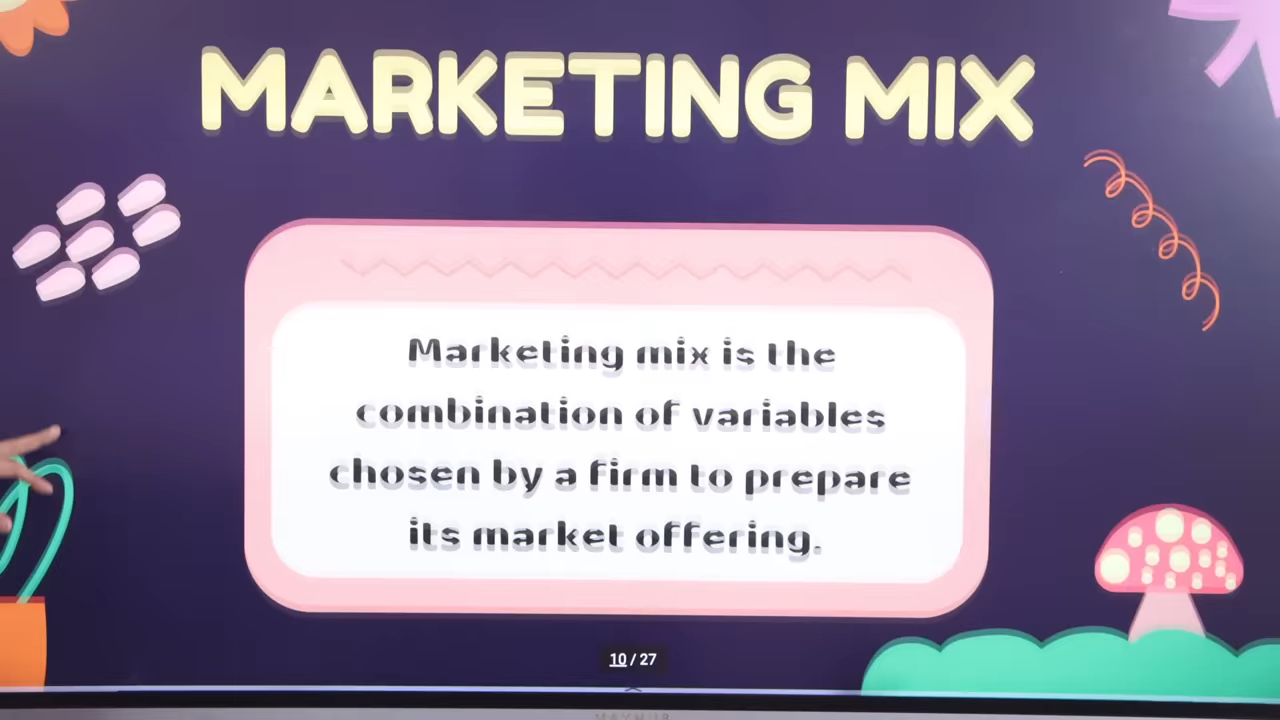 MARKETING MIX
Marketing mix is the
combination of variables
chosen by a firm to prepare
its market offering.
10 / 27
MAXHUB